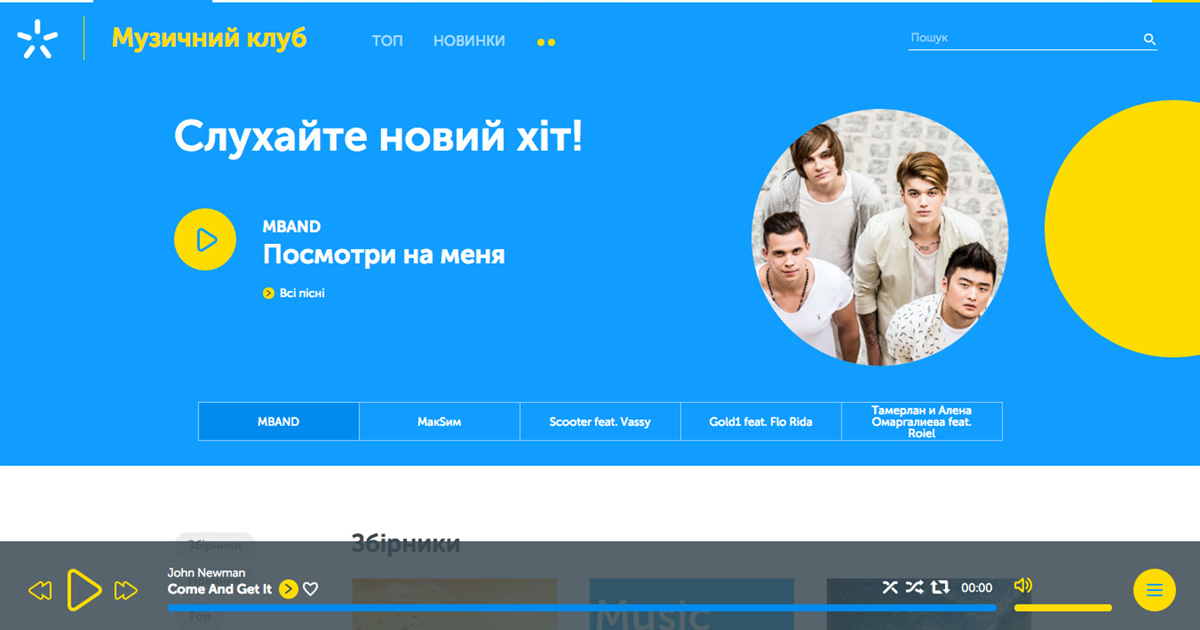 Музичний клуб
ТОП
НОВИНКИ
Пошук
Слухайте новий хіт!
MBAND
Посмотри на меня
Всі пісні
MBAND
МакSим
Scooter feat. Vassy
Gold1 feat. Flo Rida
Тамерлан и Алена
Омаргалиева feat.
Roiel
Збірники
Збірники
John Newman
Come And Get It
00:00
Топ
Music